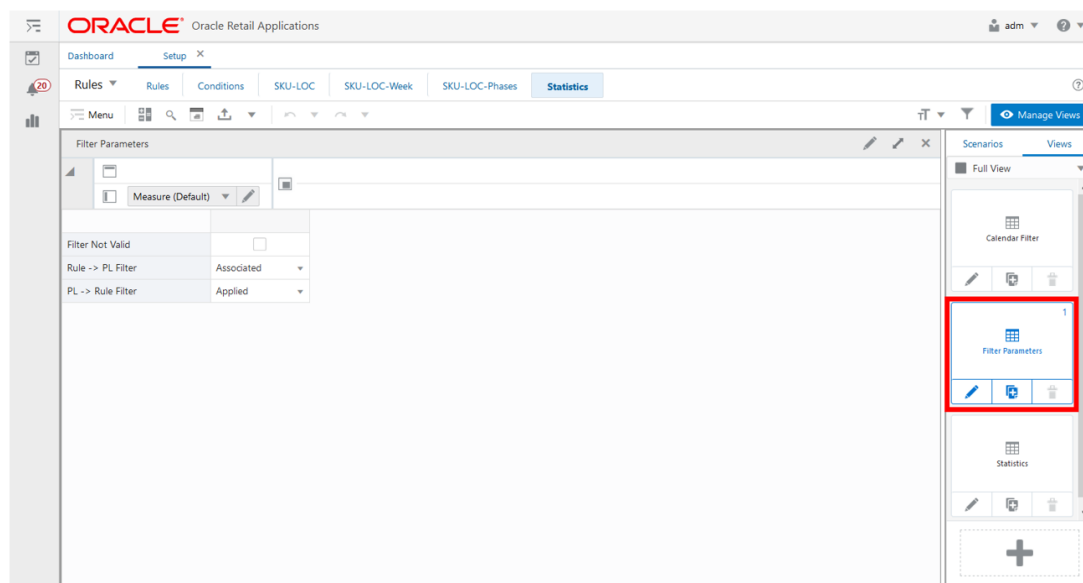 ORACLE® Oracle Retail Applications
adm
Dashboard Setup
20
Rules Rules Conditions SKU-LOC SKU-LOC-Week SKU-LOC-Phases Statistics
Menu
Manage Views
Filter Parameters
Measure (Default)
Filter Not Valid
Rule -> PL Filter Associated
PL -> Rule Filter Applied
Scenarios Views
Full View
Calendar Filter
1
Filter Parameters
Statistics